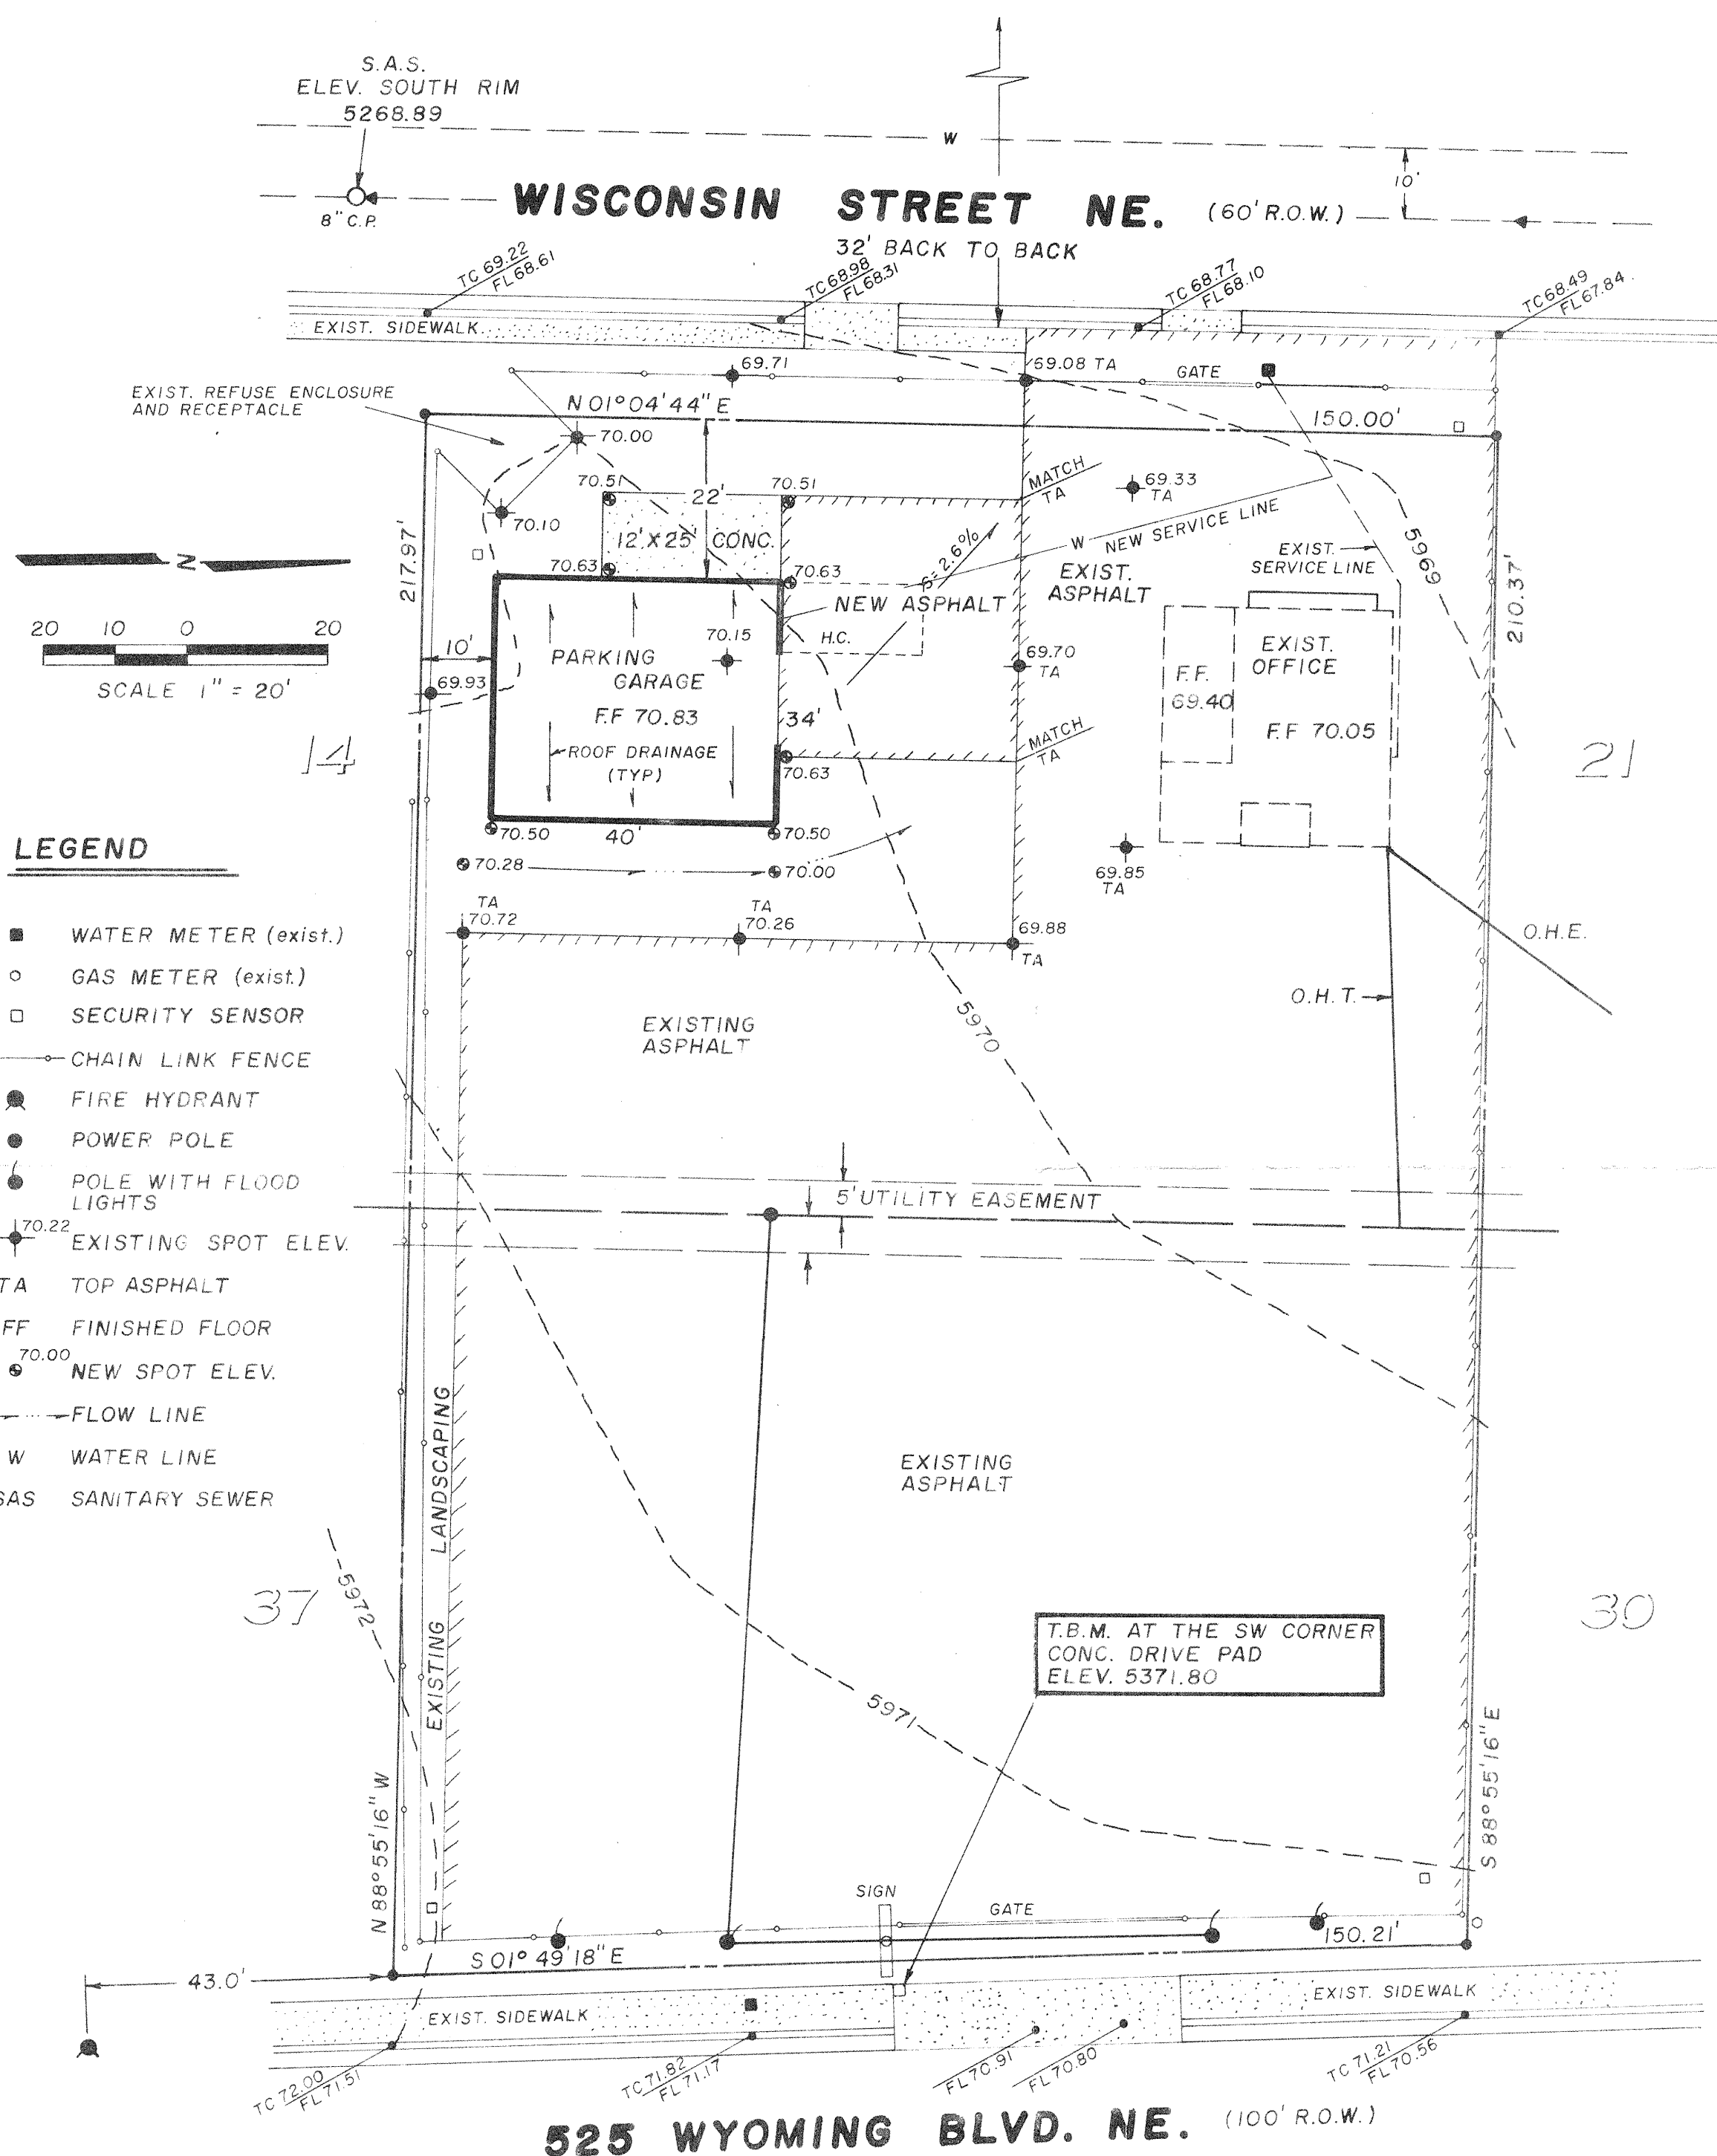 S.A.S.
ELEV. SOUTH RIM
5268.89
W
10'
8" C.P.
WISCONSIN STREET NE. (60' R.O.W.)
32' BACK TO BACK
TC 69.22
FL 68.61
TC 68.98
FL 68.31
TC 68.77
FL 68.10
TC 68.49
FL 67.84
EXIST. SIDEWALK
69.71
69.08 TA
GATE
EXIST. REFUSE ENCLOSURE
AND RECEPTACLE
N 01°04'44" E
150.00'
70.00
70.51
22'
70.51
MATCH
TA
69.33
TA
70.10
12' X 25' CONC.
S= 2.6%
W NEW SERVICE LINE
EXIST.
SERVICE LINE
5969
217.97'
210.37'
N
70.63
70.63
EXIST.
ASPHALT
NEW ASPHALT
H.C.
20 10 0 20
SCALE 1" = 20'
10'
70.15
PARKING
GARAGE
F.F 70.83
69.93
34'
69.70
TA
F.F.
69.40
EXIST.
OFFICE
F.F 70.05
ROOF DRAINAGE
(TYP)
MATCH
TA
70.63
14
21
70.50
40'
70.50
70.28
70.00
69.85
TA
TA
70.72
TA
70.26
69.88
TA
O.H.E.
O.H.T.
EXISTING
ASPHALT
5970
LEGEND
WATER METER (exist.)
GAS METER (exist.)
SECURITY SENSOR
CHAIN LINK FENCE
FIRE HYDRANT
POWER POLE
POLE WITH FLOOD
LIGHTS
70.22
EXISTING SPOT ELEV.
TA TOP ASPHALT
FF FINISHED FLOOR
70.00
NEW SPOT ELEV.
FLOW LINE
W WATER LINE
SAS SANITARY SEWER
5' UTILITY EASEMENT
EXISTING LANDSCAPING
EXISTING
ASPHALT
37
5972
30
T.B.M. AT THE SW CORNER
CONC. DRIVE PAD
ELEV. 5371.80
5971
N 88°55'16" W
S 88°55'16" E
SIGN
GATE
S 01° 49'18" E
150.21'
43.0'
EXIST. SIDEWALK
EXIST. SIDEWALK
TC 72.00
FL 71.51
TC 71.82
FL 71.17
FL 70.91
FL 70.80
TC 71.21
FL 70.56
525 WYOMING BLVD. NE. (100' R.O.W.)